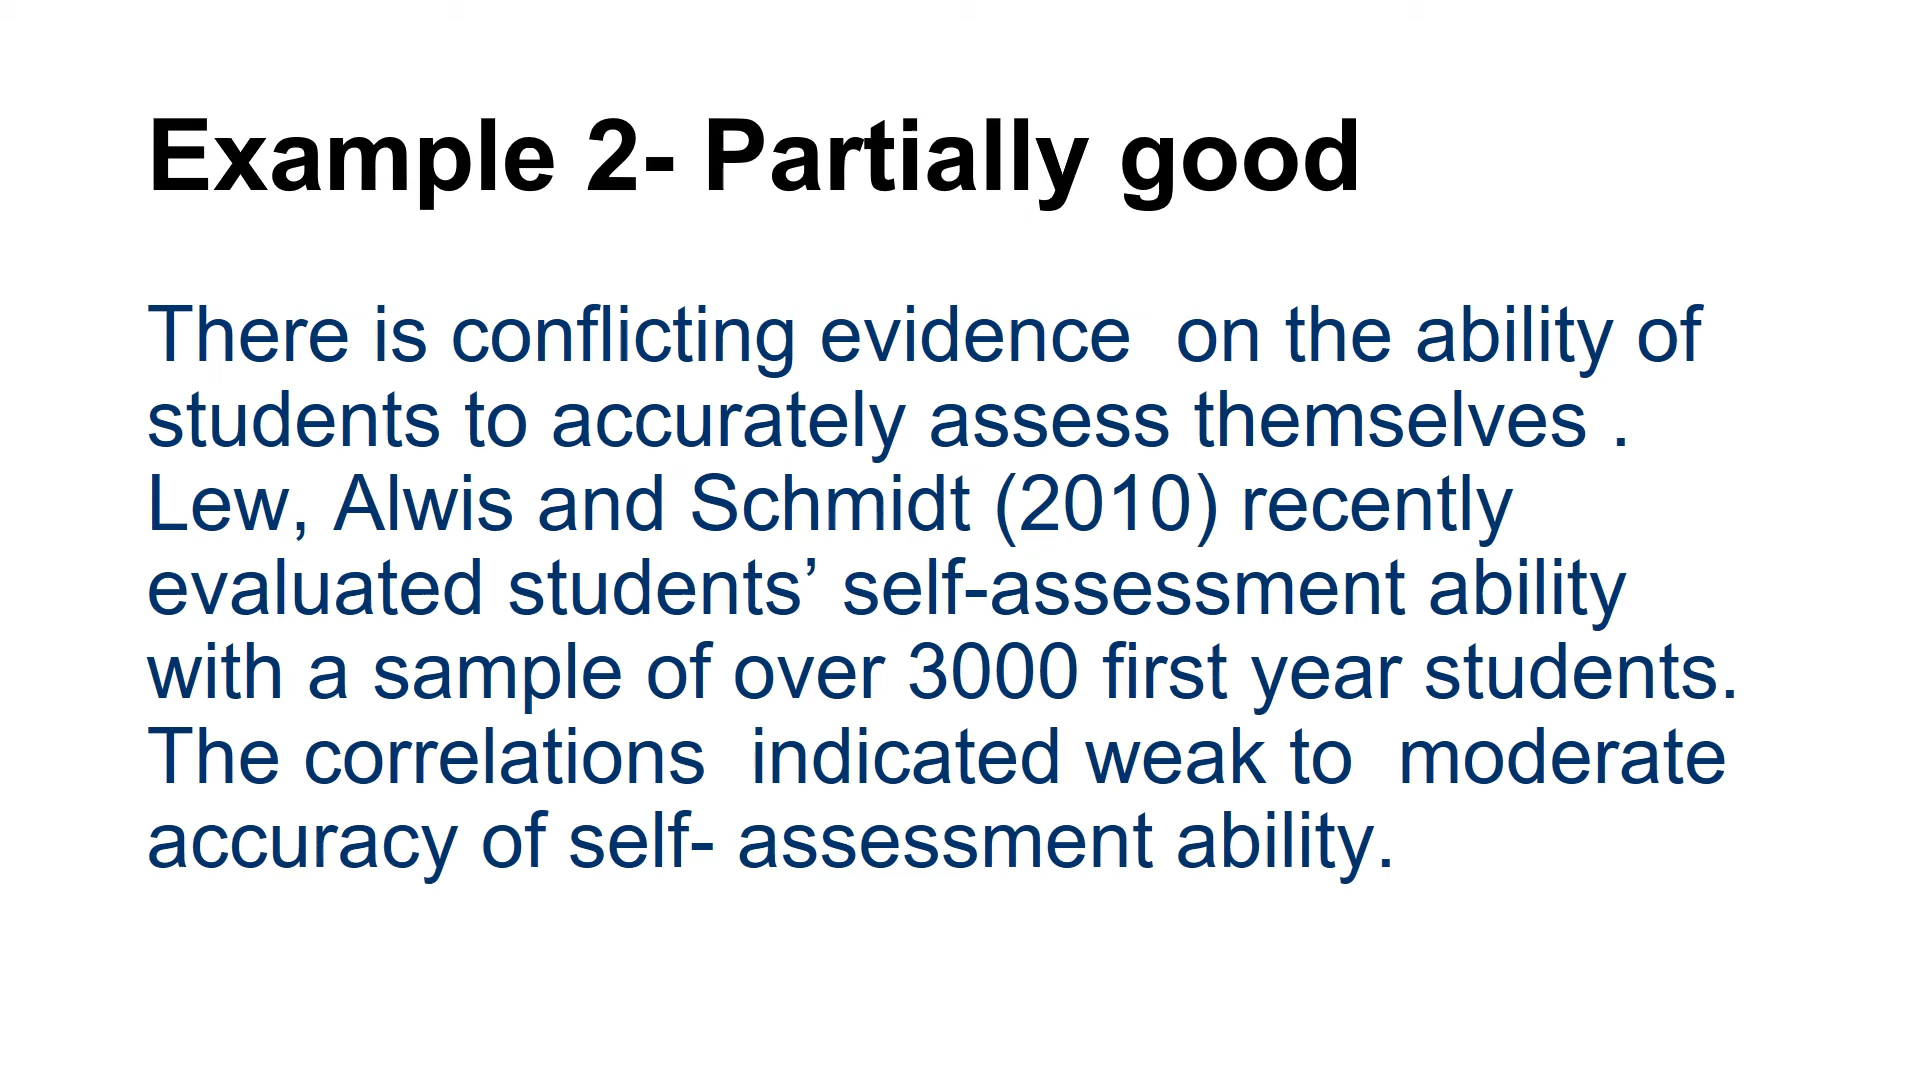 Example 2- Partially good
There is conflicting evidence  on the ability of
students to accurately assess themselves .
Lew, Alwis and Schmidt (2010) recently
evaluated students’ self-assessment ability
with a sample of over 3000 first year students.
The correlations  indicated weak to  moderate
accuracy of self- assessment ability.